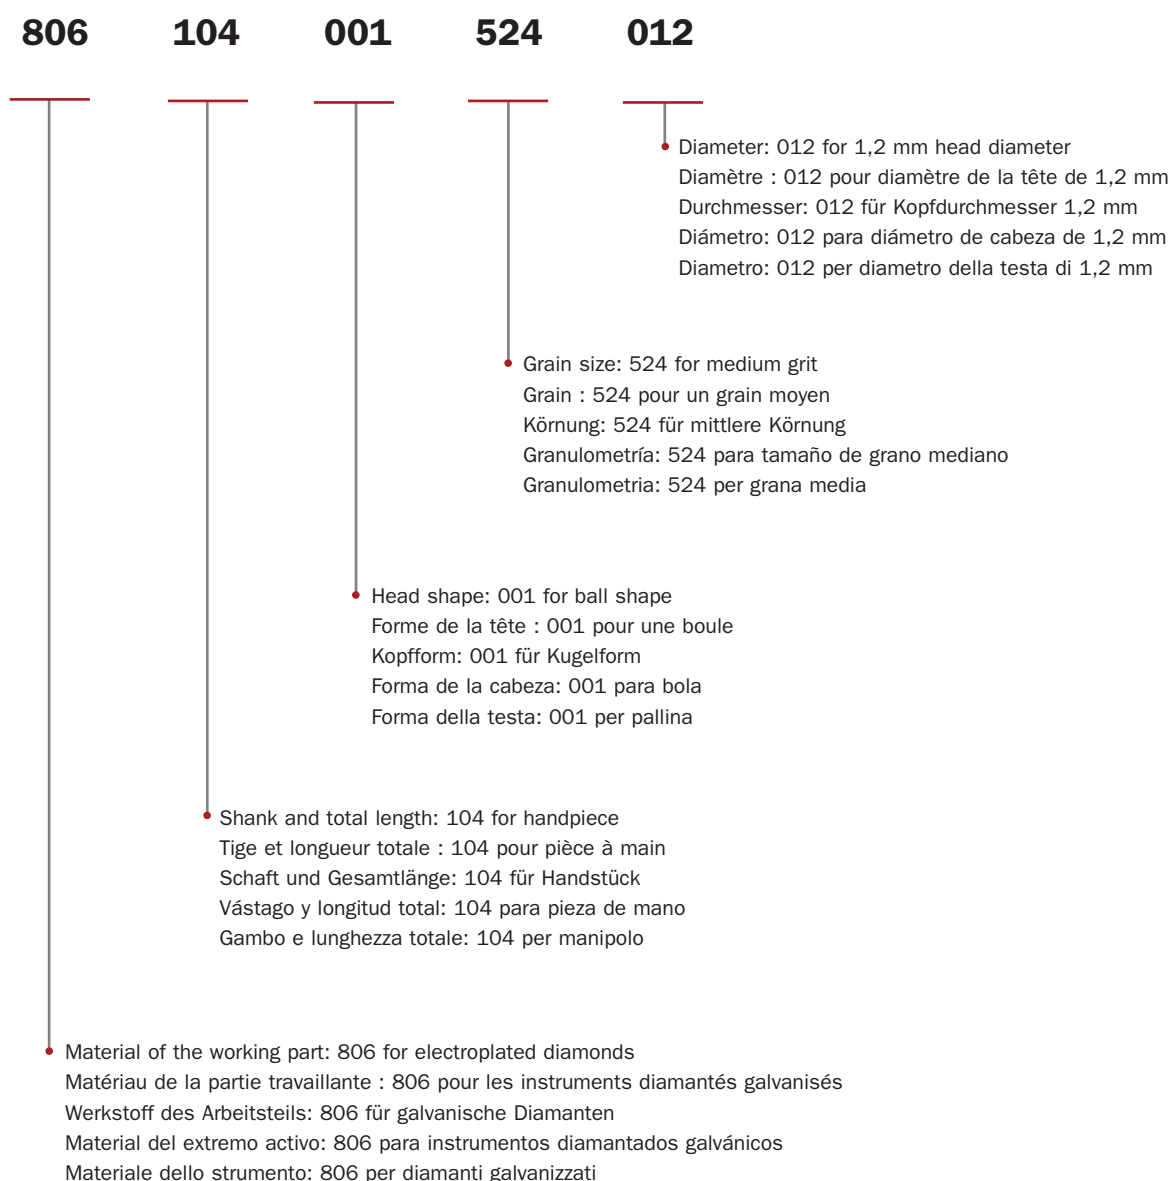 806 104 001 524 012
Diameter: 012 for 1,2 mm head diameter
Diamètre : 012 pour diamètre de la tête de 1,2 mm
Durchmesser: 012 für Kopfdurchmesser 1,2 mm
Diámetro: 012 para diámetro de cabeza de 1,2 mm
Diametro: 012 per diametro della testa di 1,2 mm
Grain size: 524 for medium grit
Grain : 524 pour un grain moyen
Körnung: 524 für mittlere Körnung
Granulometría: 524 para tamaño de grano mediano
Granulometria: 524 per grana media
Head shape: 001 for ball shape
Forme de la tête : 001 pour une boule
Kopfform: 001 für Kugelform
Forma de la cabeza: 001 para bola
Forma della testa: 001 per pallina
Shank and total length: 104 for handpiece
Tige et longueur totale : 104 pour pièce à main
Schaft und Gesamtlänge: 104 für Handstück
Vástago y longitud total: 104 para pieza de mano
Gambo e lunghezza totale: 104 per manipolo
Material of the working part: 806 for electroplated diamonds
Matériau de la partie travaillante : 806 pour les instruments diamantés galvanisés
Werkstoff des Arbeitsteils: 806 für galvanische Diamanten
Material del extremo activo: 806 para instrumentos diamantados galvánicos
Materiale dello strumento: 806 per diamanti galvanizzati